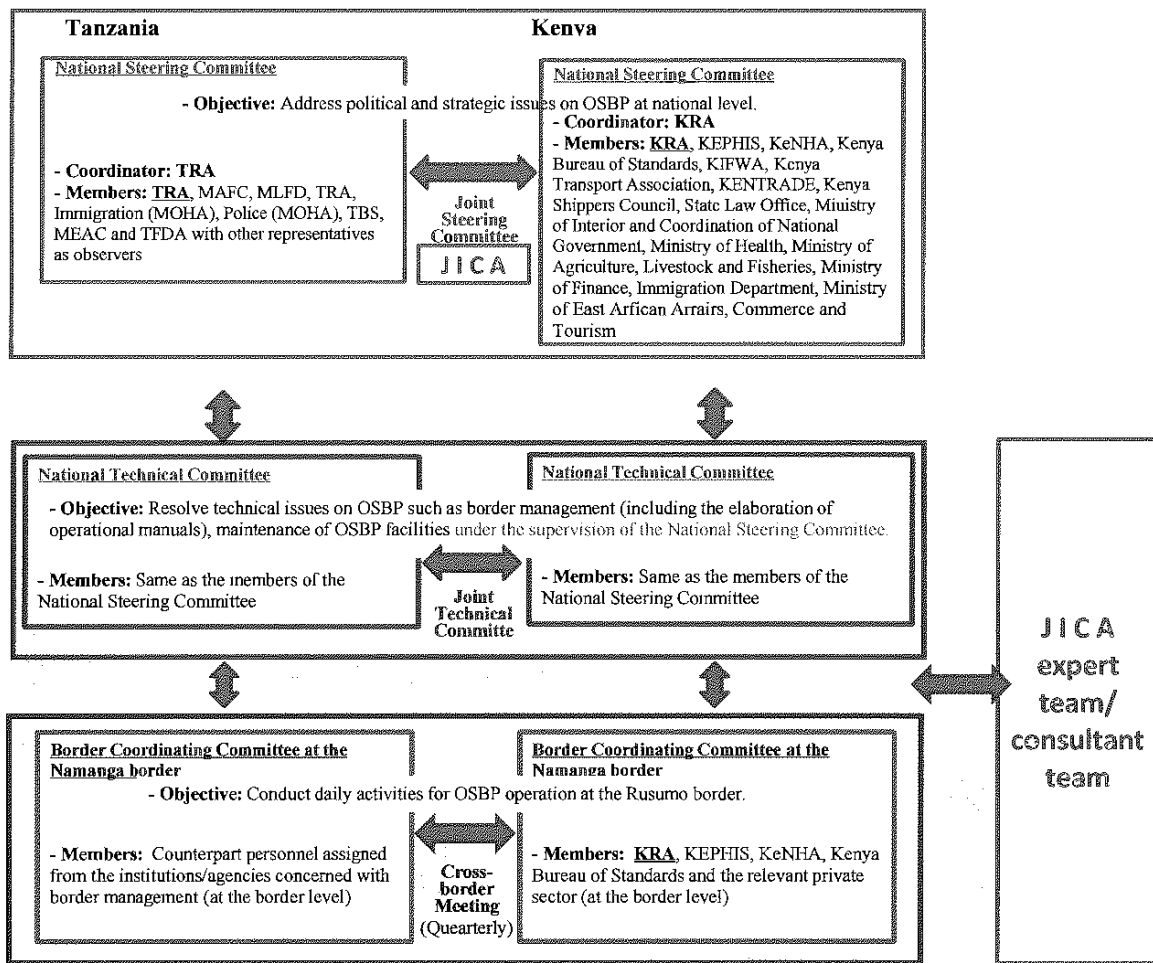 Tanzania
Kenva
National Steering Committee
National Steering Committee
- Objective: Address political and strategic issues on OSBP at national level.
- Coordinator: TRA
- Members: TRA, MAFC, MLFD, TRA,
Immigration (MOHA), Police (MOHA), TBS,
MEAC and TFDA with other representatives
as observers
Joint
Steering
Committee
JICA
- Coordinator: KRA
- Members: KRA, KEPHIS, KeNHA, Kenya
Bureau of Standards, KIFWA, Kenya
Transport Association, KENTRADE, Kenya
Shippers Council, State Law Office, Ministry
of Interior and Coordination of National
Government, Ministry of Health, Ministry of
Agriculture, Livestock and Fisheries, Ministry
of Finance, Immigration Department, Ministry
of East Arfican Arrairs, Commerce and
Tourism
National Technical Committee
National Technical Committee
- Objective: Resolve technical issues on OSBP such as border management (including the elaboration of
operational manuals), maintenance of OSBP facilities under the supervision of the National Steering Committee.
- Members: Same as the members of the
National Steering Committee
Joint
Technical
Committe
- Members: Same as the members of the
National Steering Committee
Border Coordinating Committee at the
Namanga border
Border Coordinating Committee at the
Namanga border
- Objective: Conduct daily activities for OSBP operation at the Rusumo border.
- Members: Counterpart personnel assigned
from the institutions/agencies concerned with
border management (at the border level)
Cross-
border
Meeting
(Quearterly)
- Members: KRA, KEPHIS, KeNHA, Kenya
Bureau of Standards and the relevant private
sector (at the border level)
JICA
expert
team/
consultant
team